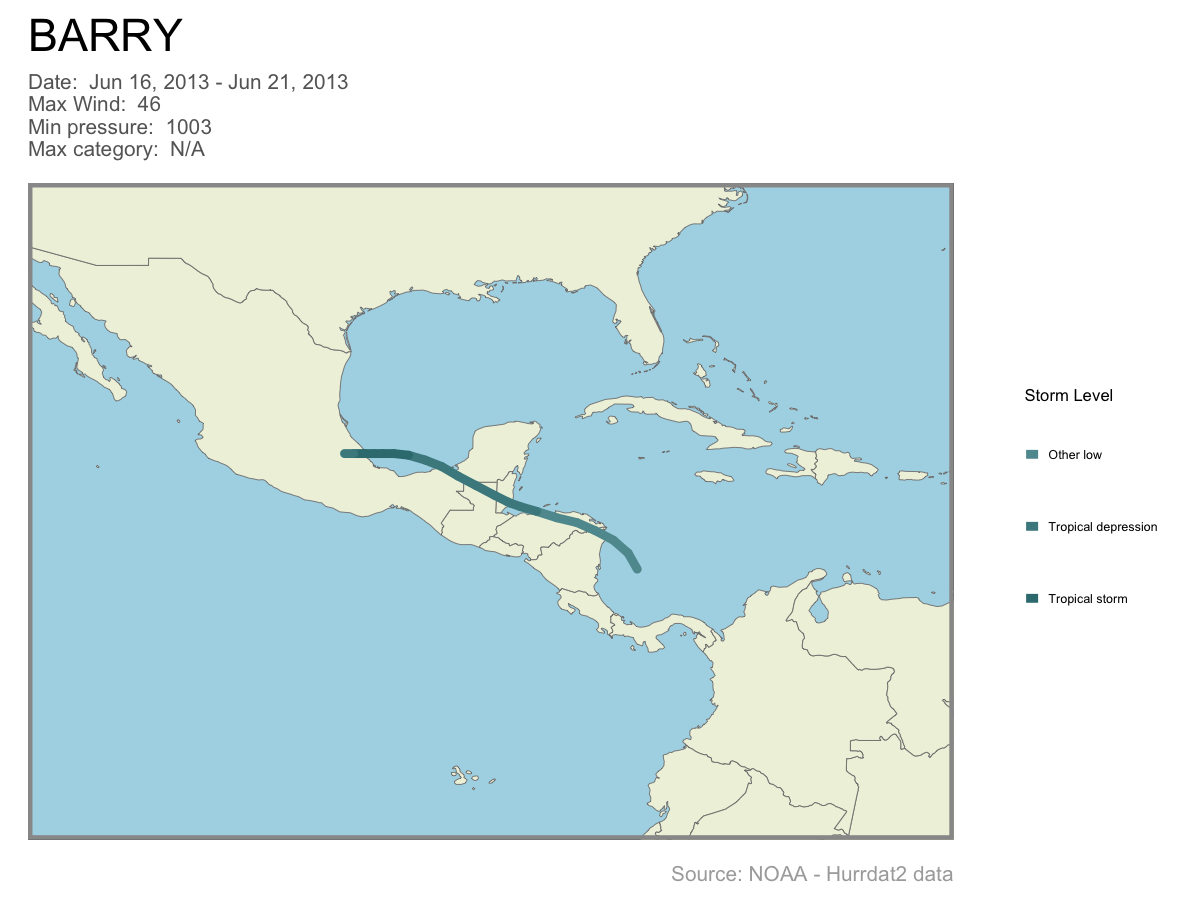 BARRY
Date:  Jun 16, 2013 - Jun 21, 2013
Max Wind:  46
Min pressure:  1003
Max category:  N/A
Storm Level
Other low
Tropical depression
Tropical storm
Source: NOAA - Hurrdat2 data